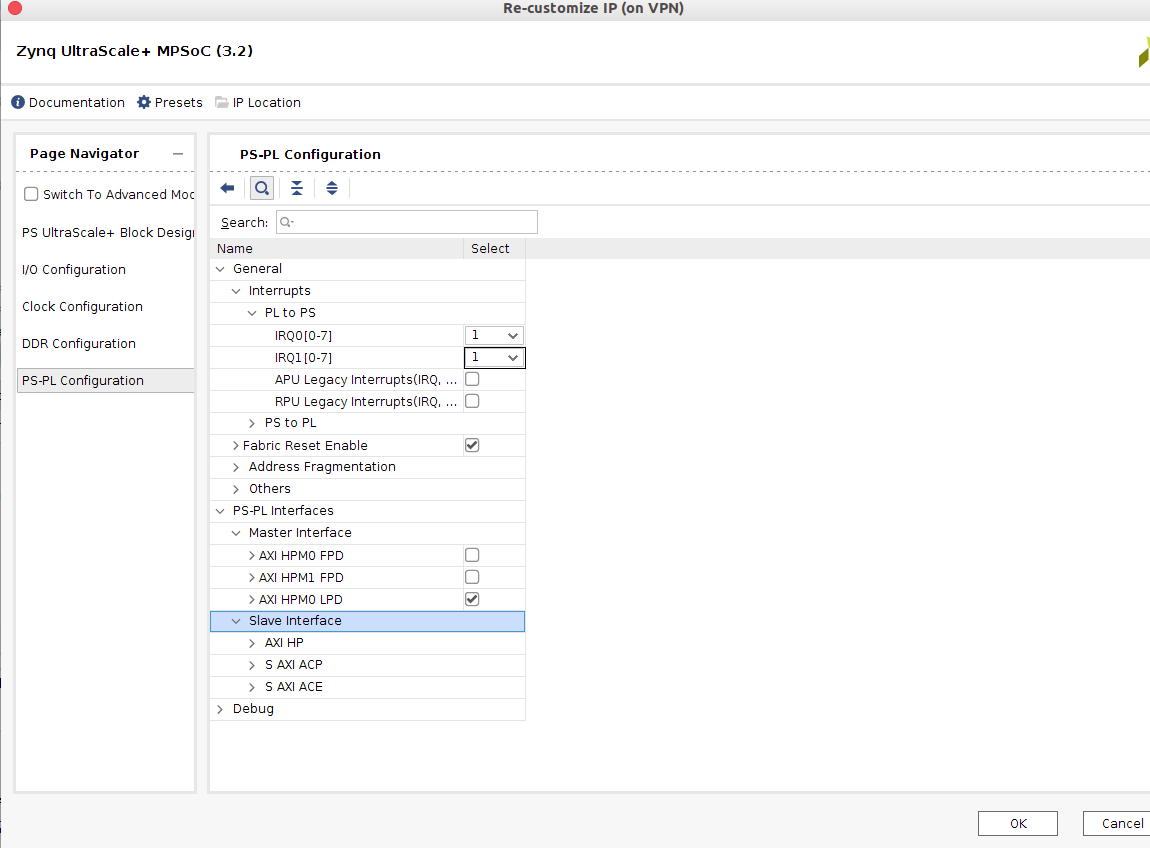 Re-customize IP (on VPN)
Zynq UltraScale+ MPSoC (3.2)
Documentation Presets IP Location
Page Navigator
Switch To Advanced Mod
PS UltraScale+ Block Desig
I/O Configuration
Clock Configuration
DDR Configuration
PS-PL Configuration
PS-PL Configuration
Search:
Name Select
General
Interrupts
PL to PS
IRQ0[0-7] 1
IRQ1[0-7] 1
APU Legacy Interrupts(IRQ, ...
RPU Legacy Interrupts(IRQ, ...
PS to PL
Fabric Reset Enable
Address Fragmentation
Others
PS-PL Interfaces
Master Interface
AXI HPM0 FPD
AXI HPM1 FPD
AXI HPM0 LPD
Slave Interface
AXI HP
S AXI ACP
S AXI ACE
Debug
OK Cancel